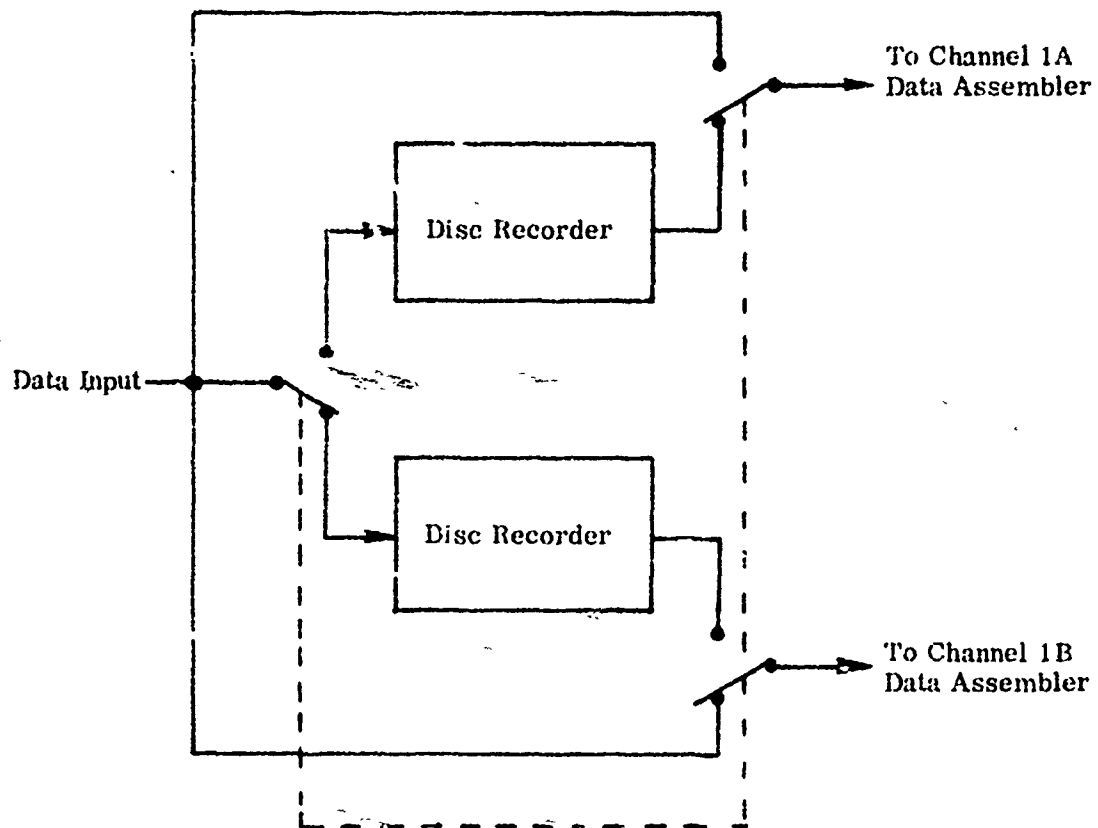 To Channel 1A
Data Assembler
Disc Recorder
Data Input
Disc Recorder
To Channel 1B
Data Assembler